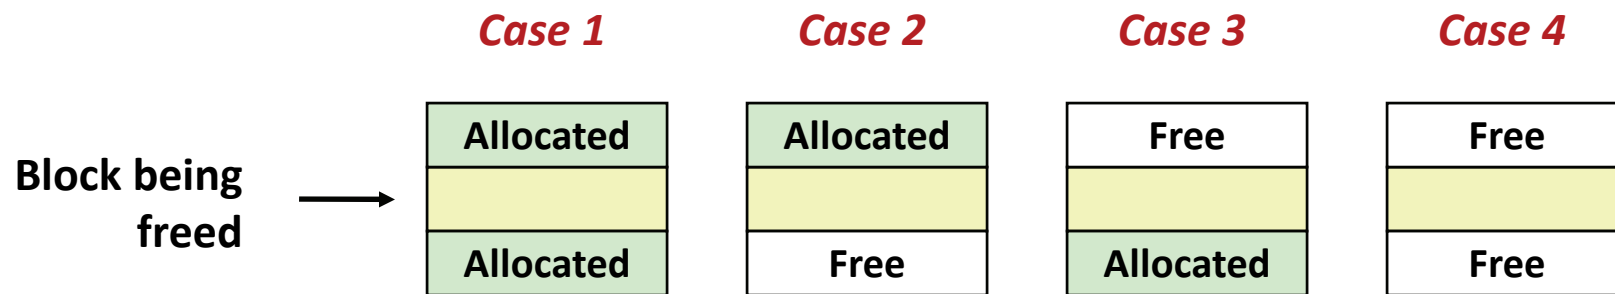 Case 1 Case 2 Case 3 Case 4
Allocated Allocated Free Free
Block being
freed
Allocated Free Allocated Free